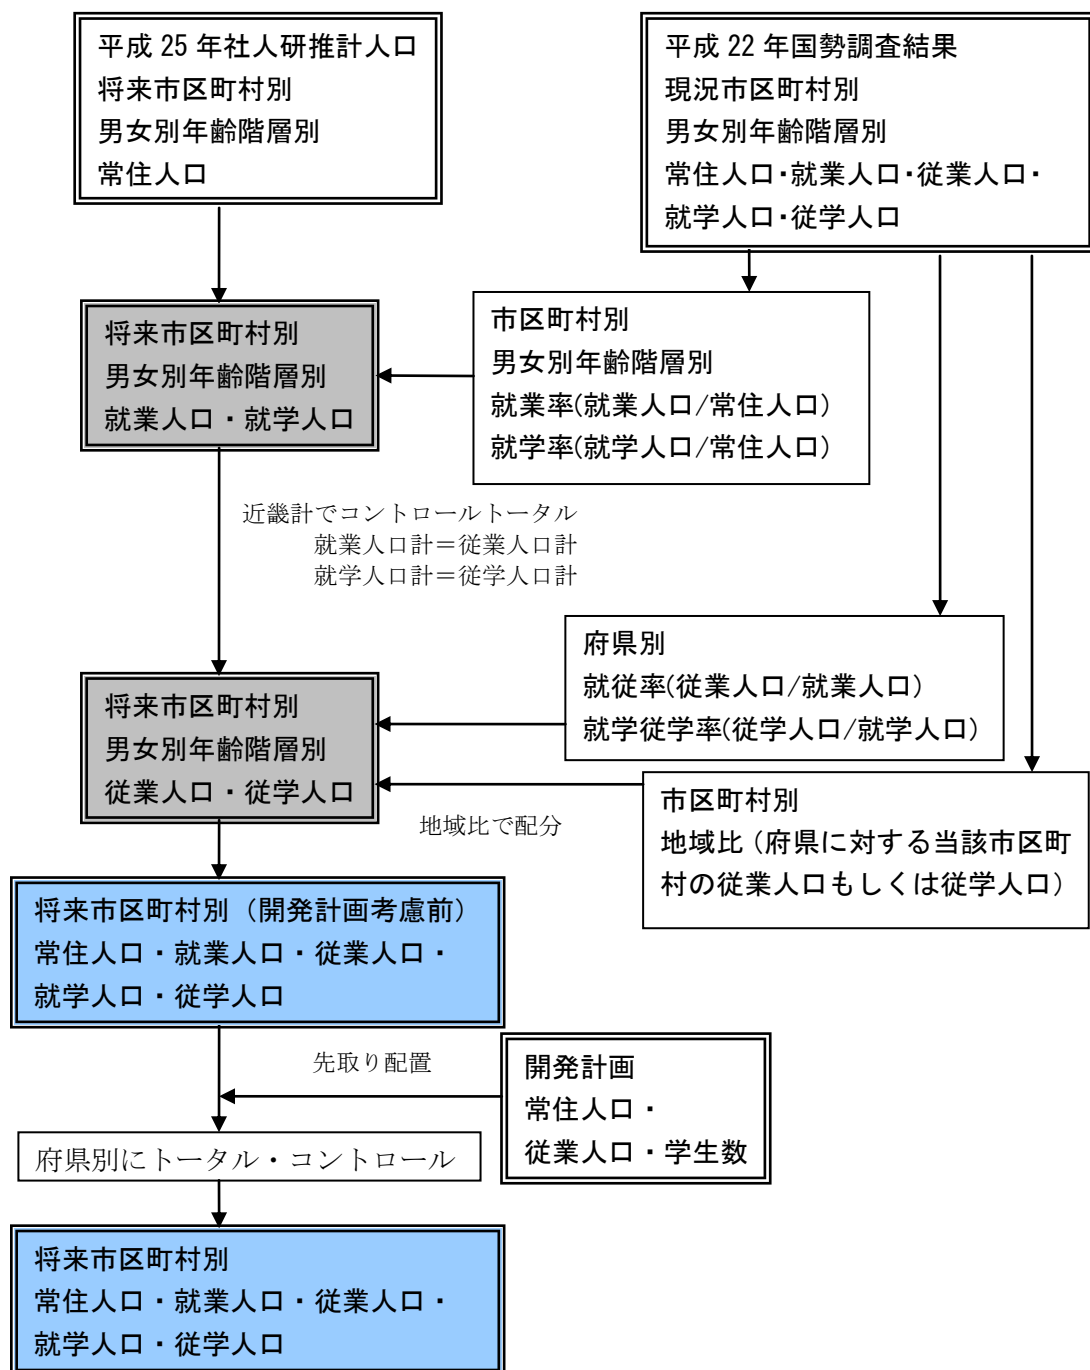 平成 25 年社人研推計人口
将来市区町村別
男女別年齢階層別
常住人口
平成 22 年国勢調査結果
現況市区町村別
男女別年齢階層別
常住人口・就業人口・従業人口・
就学人口・従学人口
将来市区町村別
男女別年齢階層別
就業人口・就学人口
市区町村別
男女別年齢階層別
就業率(就業人口/常住人口)
就学率(就学人口/常住人口)
近畿計でコントロールトータル
就業人口計＝従業人口計
就学人口計＝従学人口計
府県別
就従率(従業人口/就業人口)
就学従学率(従学人口/就学人口)
将来市区町村別
男女別年齢階層別
従業人口・従学人口
地域比で配分
市区町村別
地域比（府県に対する当該市区町
村の従業人口もしくは従学人口）
将来市区町村別（開発計画考慮前）
常住人口・就業人口・従業人口・
就学人口・従学人口
先取り配置
開発計画
常住人口・
従業人口・学生数
府県別にトータル・コントロール
将来市区町村別
常住人口・就業人口・従業人口・
就学人口・従学人口